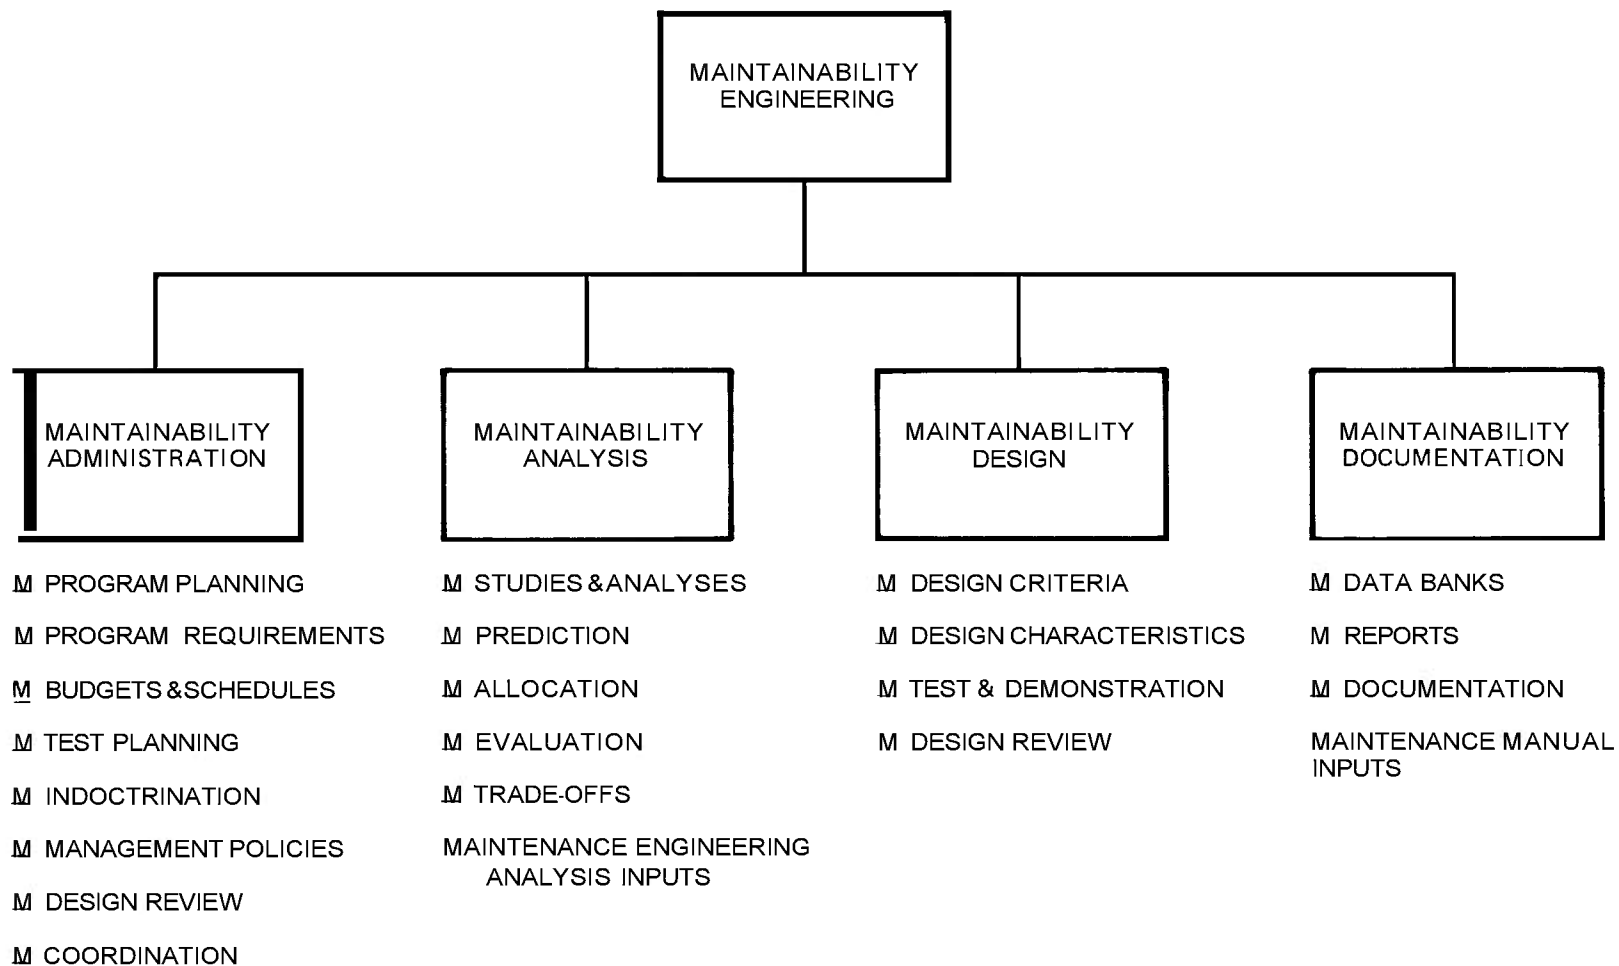 MAINTAINABILITY
ENGINEERING
MAINTAINABILITY
ADMINISTRATION
M PROGRAM PLANNING
M PROGRAM REQUIREMENTS
M BUDGETS & SCHEDULES
M TEST PLANNING
M INDOCTRINATION
M MANAGEMENT POLICIES
M DESIGN REVIEW
M COORDINATION
MAINTAINABILITY
ANALYSIS
M STUDIES & ANALYSES
M PREDICTION
M ALLOCATION
M EVALUATION
M TRADE-OFFS
MAINTENANCE ENGINEERING
ANALYSIS INPUTS
MAINTAINABILITY
DESIGN
M DESIGN CRITERIA
M DESIGN CHARACTERISTICS
M TEST & DEMONSTRATION
M DESIGN REVIEW
MAINTAINABILITY
DOCUMENTATION
M DATA BANKS
M REPORTS
M DOCUMENTATION
MAINTENANCE MANUAL
INPUTS